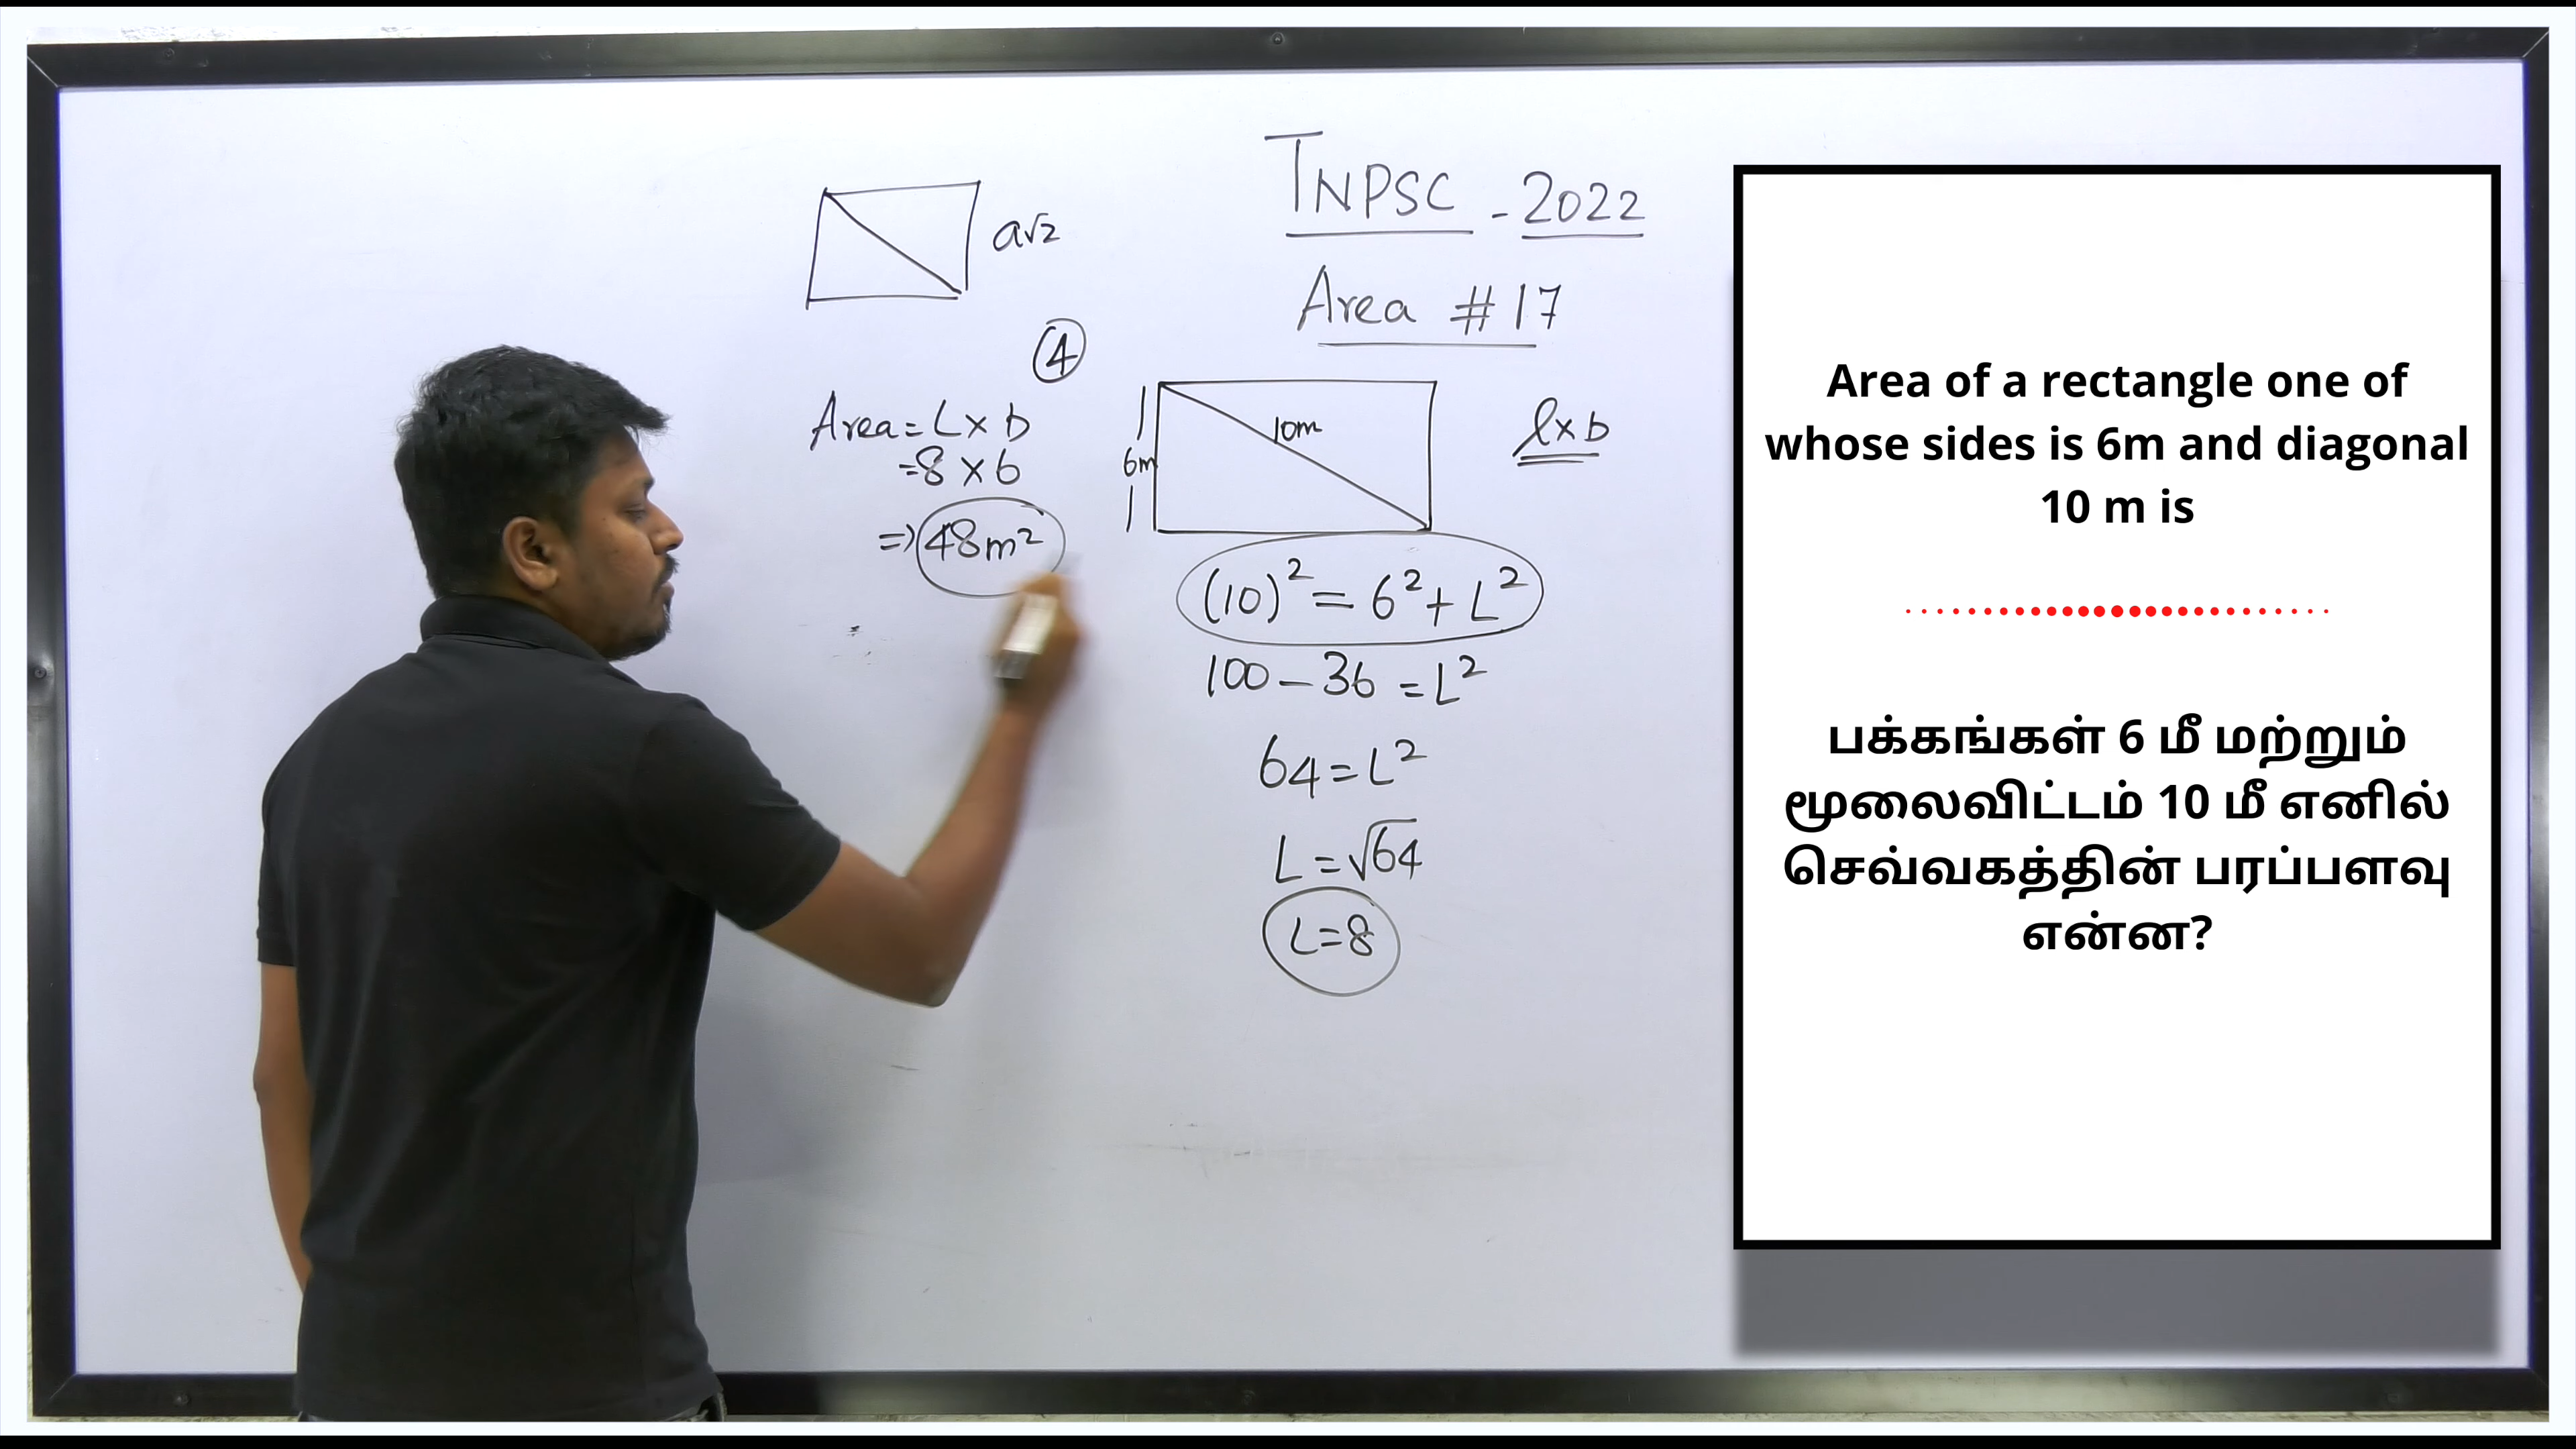 TNPSC - 2022
Area # 17
a√2
④
Area = L x b
=8 x 6
=> 48m²
10m
6m
l x b
(10)² = 6² + L²
100 - 36 = L²
64 = L²
L = √64
L = 8
Area of a rectangle one of
whose sides is 6m and diagonal
10 m is
பக்கங்கள் 6 மீ மற்றும்
மூலைவிட்டம் 10 மீ எனில்
செவ்வகத்தின் பரப்பளவு
என்ன?